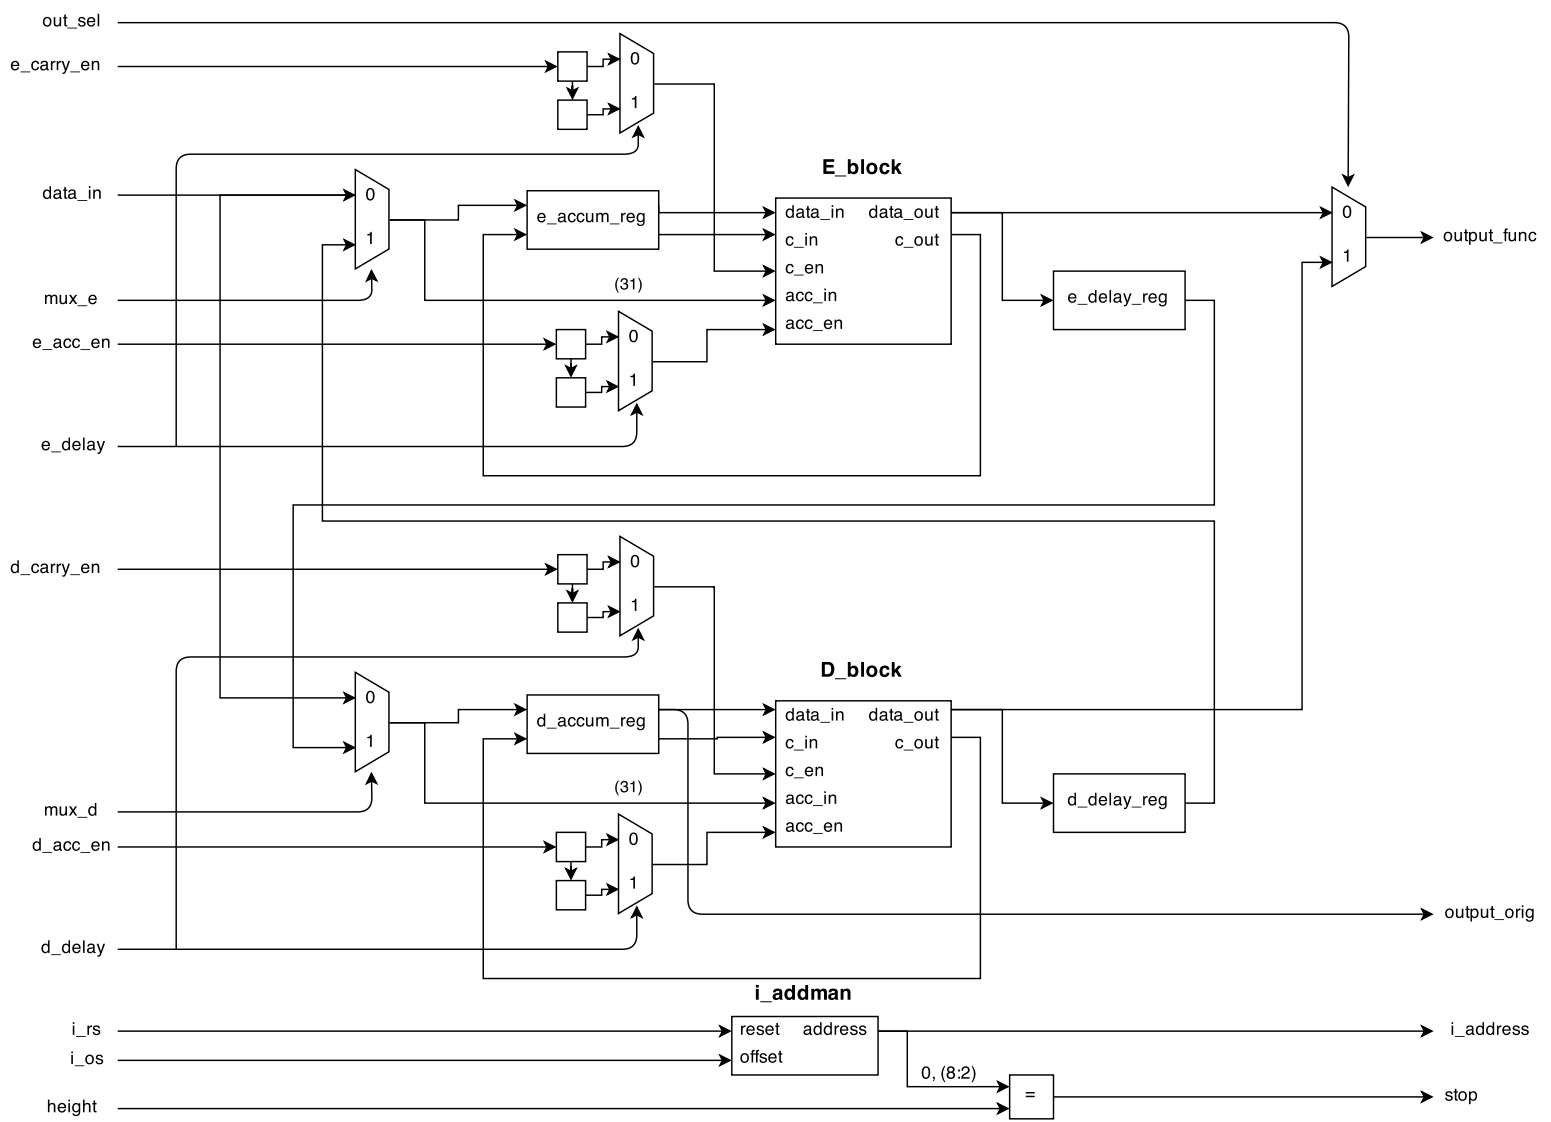 out_sel
e_carry_en
0
1
E_block
data_in
0
1
mux_e
e_accum_reg
data_in data_out
c_in c_out
c_en
acc_in
acc_en
(31)
0
1
output_func
e_delay_reg
e_acc_en
0
1
e_delay
d_carry_en
0
1
D_block
0
1
mux_d
d_accum_reg
data_in data_out
c_in c_out
c_en
acc_in
acc_en
(31)
d_delay_reg
d_acc_en
0
1
output_orig
d_delay
i_addman
i_rs
i_os
reset address
offset
i_address
0, (8:2)
height
=
stop